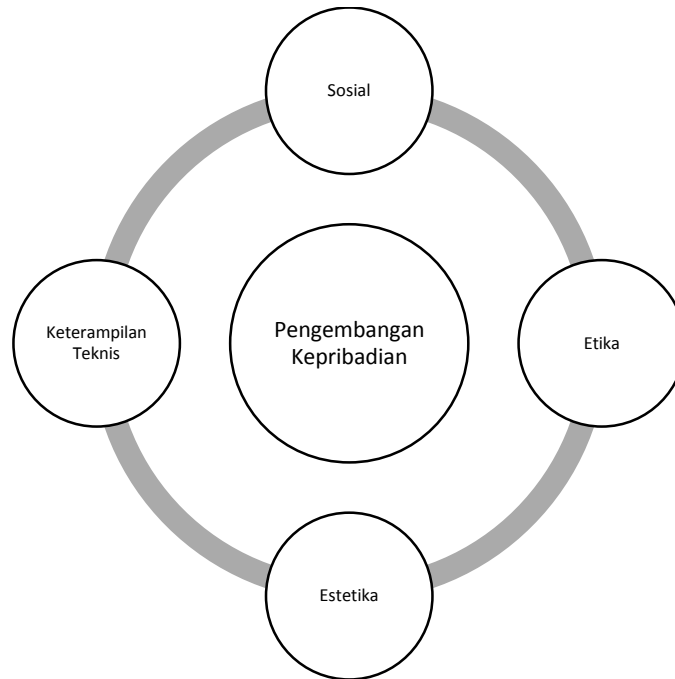 Sosial
Keterampilan
Teknis
Pengembangan
Kepribadian
Etika
Estetika